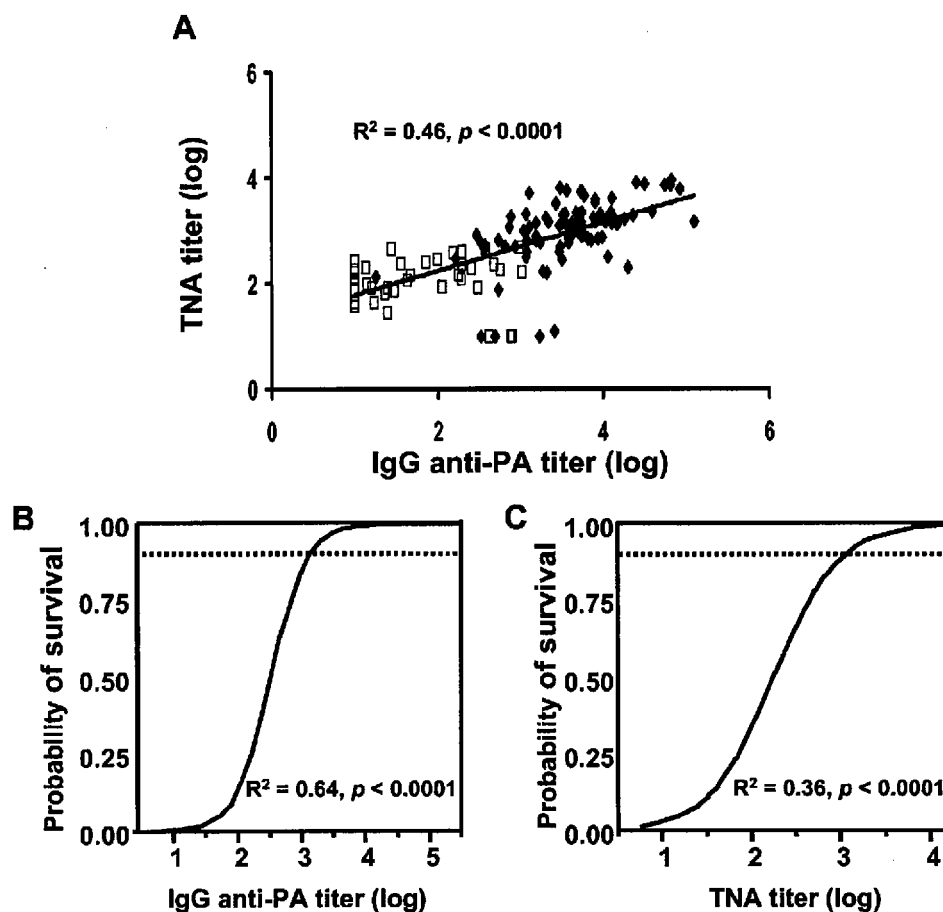 A
6
4
2
0
TNA titer (log)
R² = 0.46, p < 0.0001
0 2 4 6
IgG anti-PA titer (log)
B
1.00
0.75
0.50
0.25
0.00
Probability of survival
R² = 0.64, p < 0.0001
1 2 3 4 5
IgG anti-PA titer (log)
C
1.00
0.75
0.50
0.25
0.00
Probability of survival
R² = 0.36, p < 0.0001
1 2 3 4
TNA titer (log)